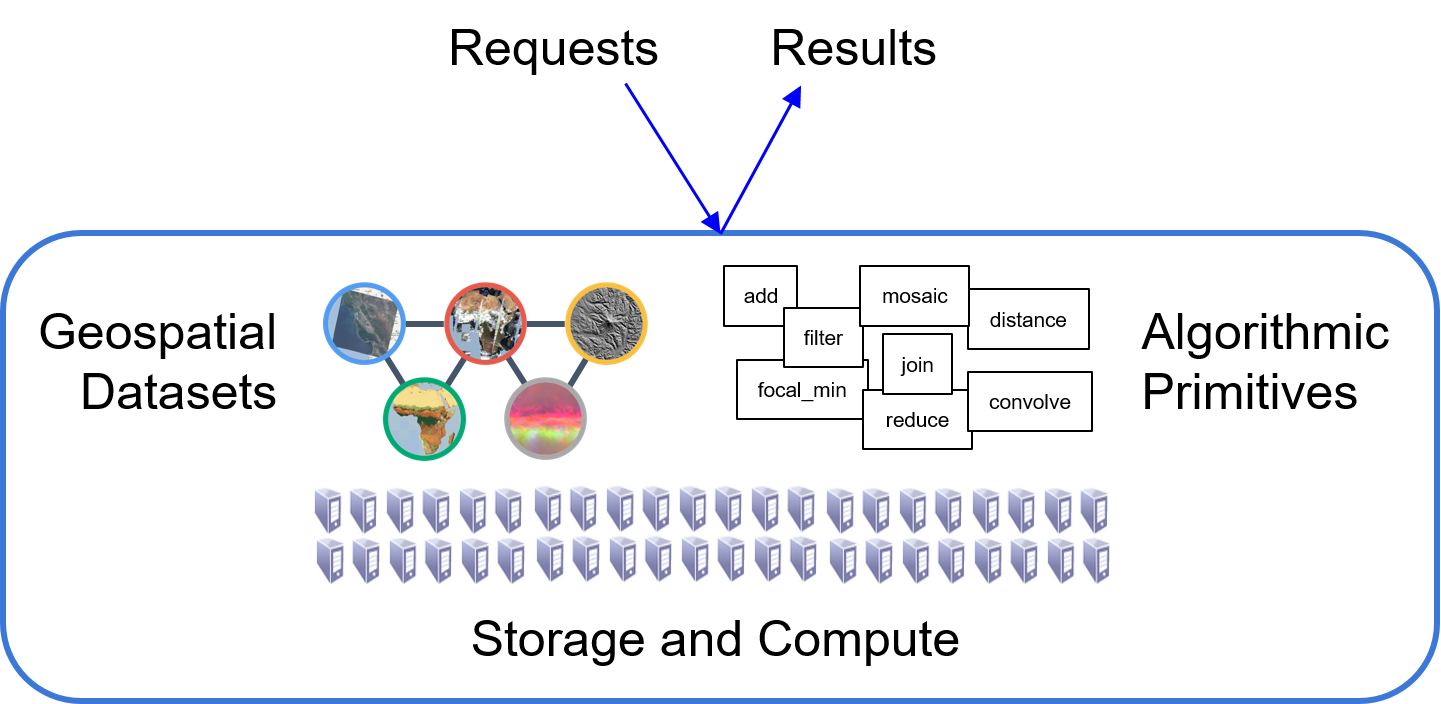 Requests
Results
Geospatial
Datasets
add
mosaic
distance
filter
join
focal_min
convolve
reduce
Algorithmic
Primitives
Storage and Compute